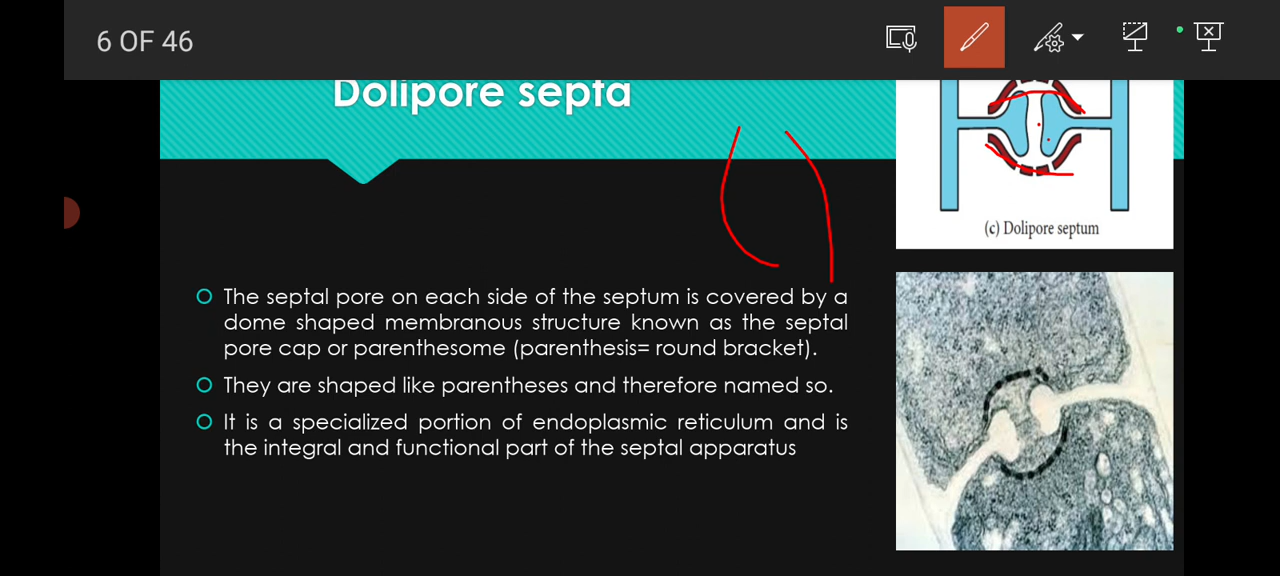 6 OF 46
Dolipore septa
(c) Dolipore septum
The septal pore on each side of the septum is covered by a
dome shaped membranous structure known as the septal
pore cap or parenthesome (parenthesis= round bracket).
They are shaped like parentheses and therefore named so.
It is a specialized portion of endoplasmic reticulum and is
the integral and functional part of the septal apparatus